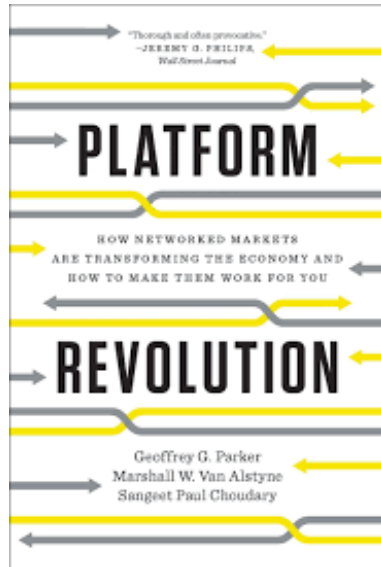 "Thorough and often provocative."
—JEREMY G. PHILIPS,
Wall Street Journal
PLATFORM
HOW NETWORKED MARKETS
ARE TRANSFORMING THE ECONOMY AND
HOW TO MAKE THEM WORK FOR YOU
REVOLUTION
Geoffrey G. Parker
Marshall W. Van Alstyne
Sangeet Paul Choudary